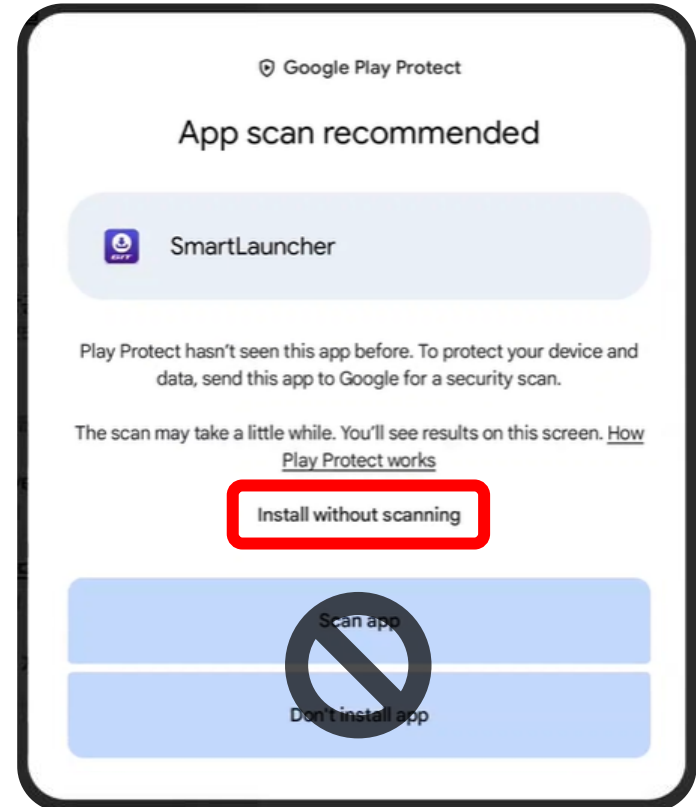 Google Play Protect
App scan recommended
GIT
SmartLauncher
Play Protect hasn't seen this app before. To protect your device and
data, send this app to Google for a security scan.
The scan may take a little while. You'll see results on this screen. How
Play Protect works
Install without scanning
Scan app
Don't install app